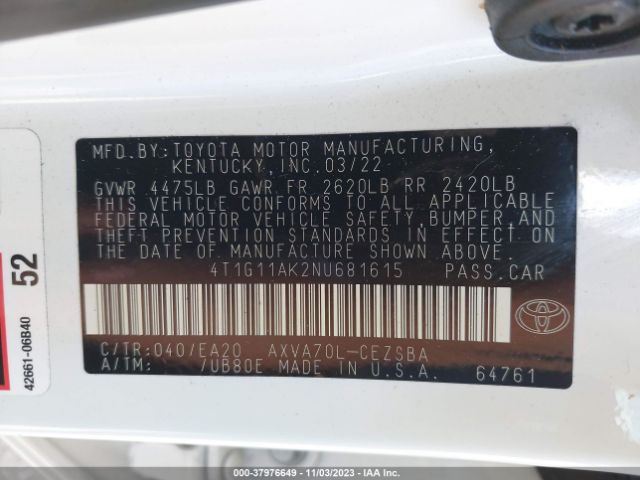 MFD.BY:TOYOTA MOTOR MANUFACTURING,
KENTUCKY,INC.03/22
GVWR 4475LB GAWR FR 2620LB RR 2420LB
THIS VEHICLE CONFORMS TO ALL APPLICABLE
FEDERAL MOTOR VEHICLE SAFETY, BUMPER,AND
THEFT PREVENTION STANDARDS IN EFFECT ON
THE DATE OF MANUFACTURE SHOWN ABOVE.
4T1G11AK2NU681615 PASS.CAR
C/TR:040/EA20 AXVA70L-CEZSBA
A/TM: /UB80E MADE IN U.S.A. 64761
52
42661-06B40
000-37976649 - 11/03/2023 - IAAI.COM